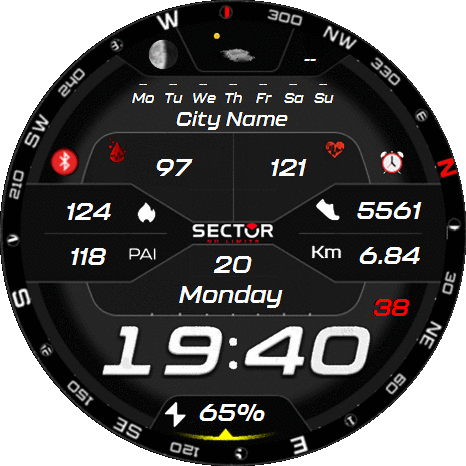 W 300 NW 330 N 30 NE 60 E 120 SE 150 S 210 SW 240
--
Mo Tu We Th Fr Sa Su
City Name
97 121
124 5561
SECTOR
NO LIMITS
118 PAI Km 6.84
20
Monday
38
19:40
65%